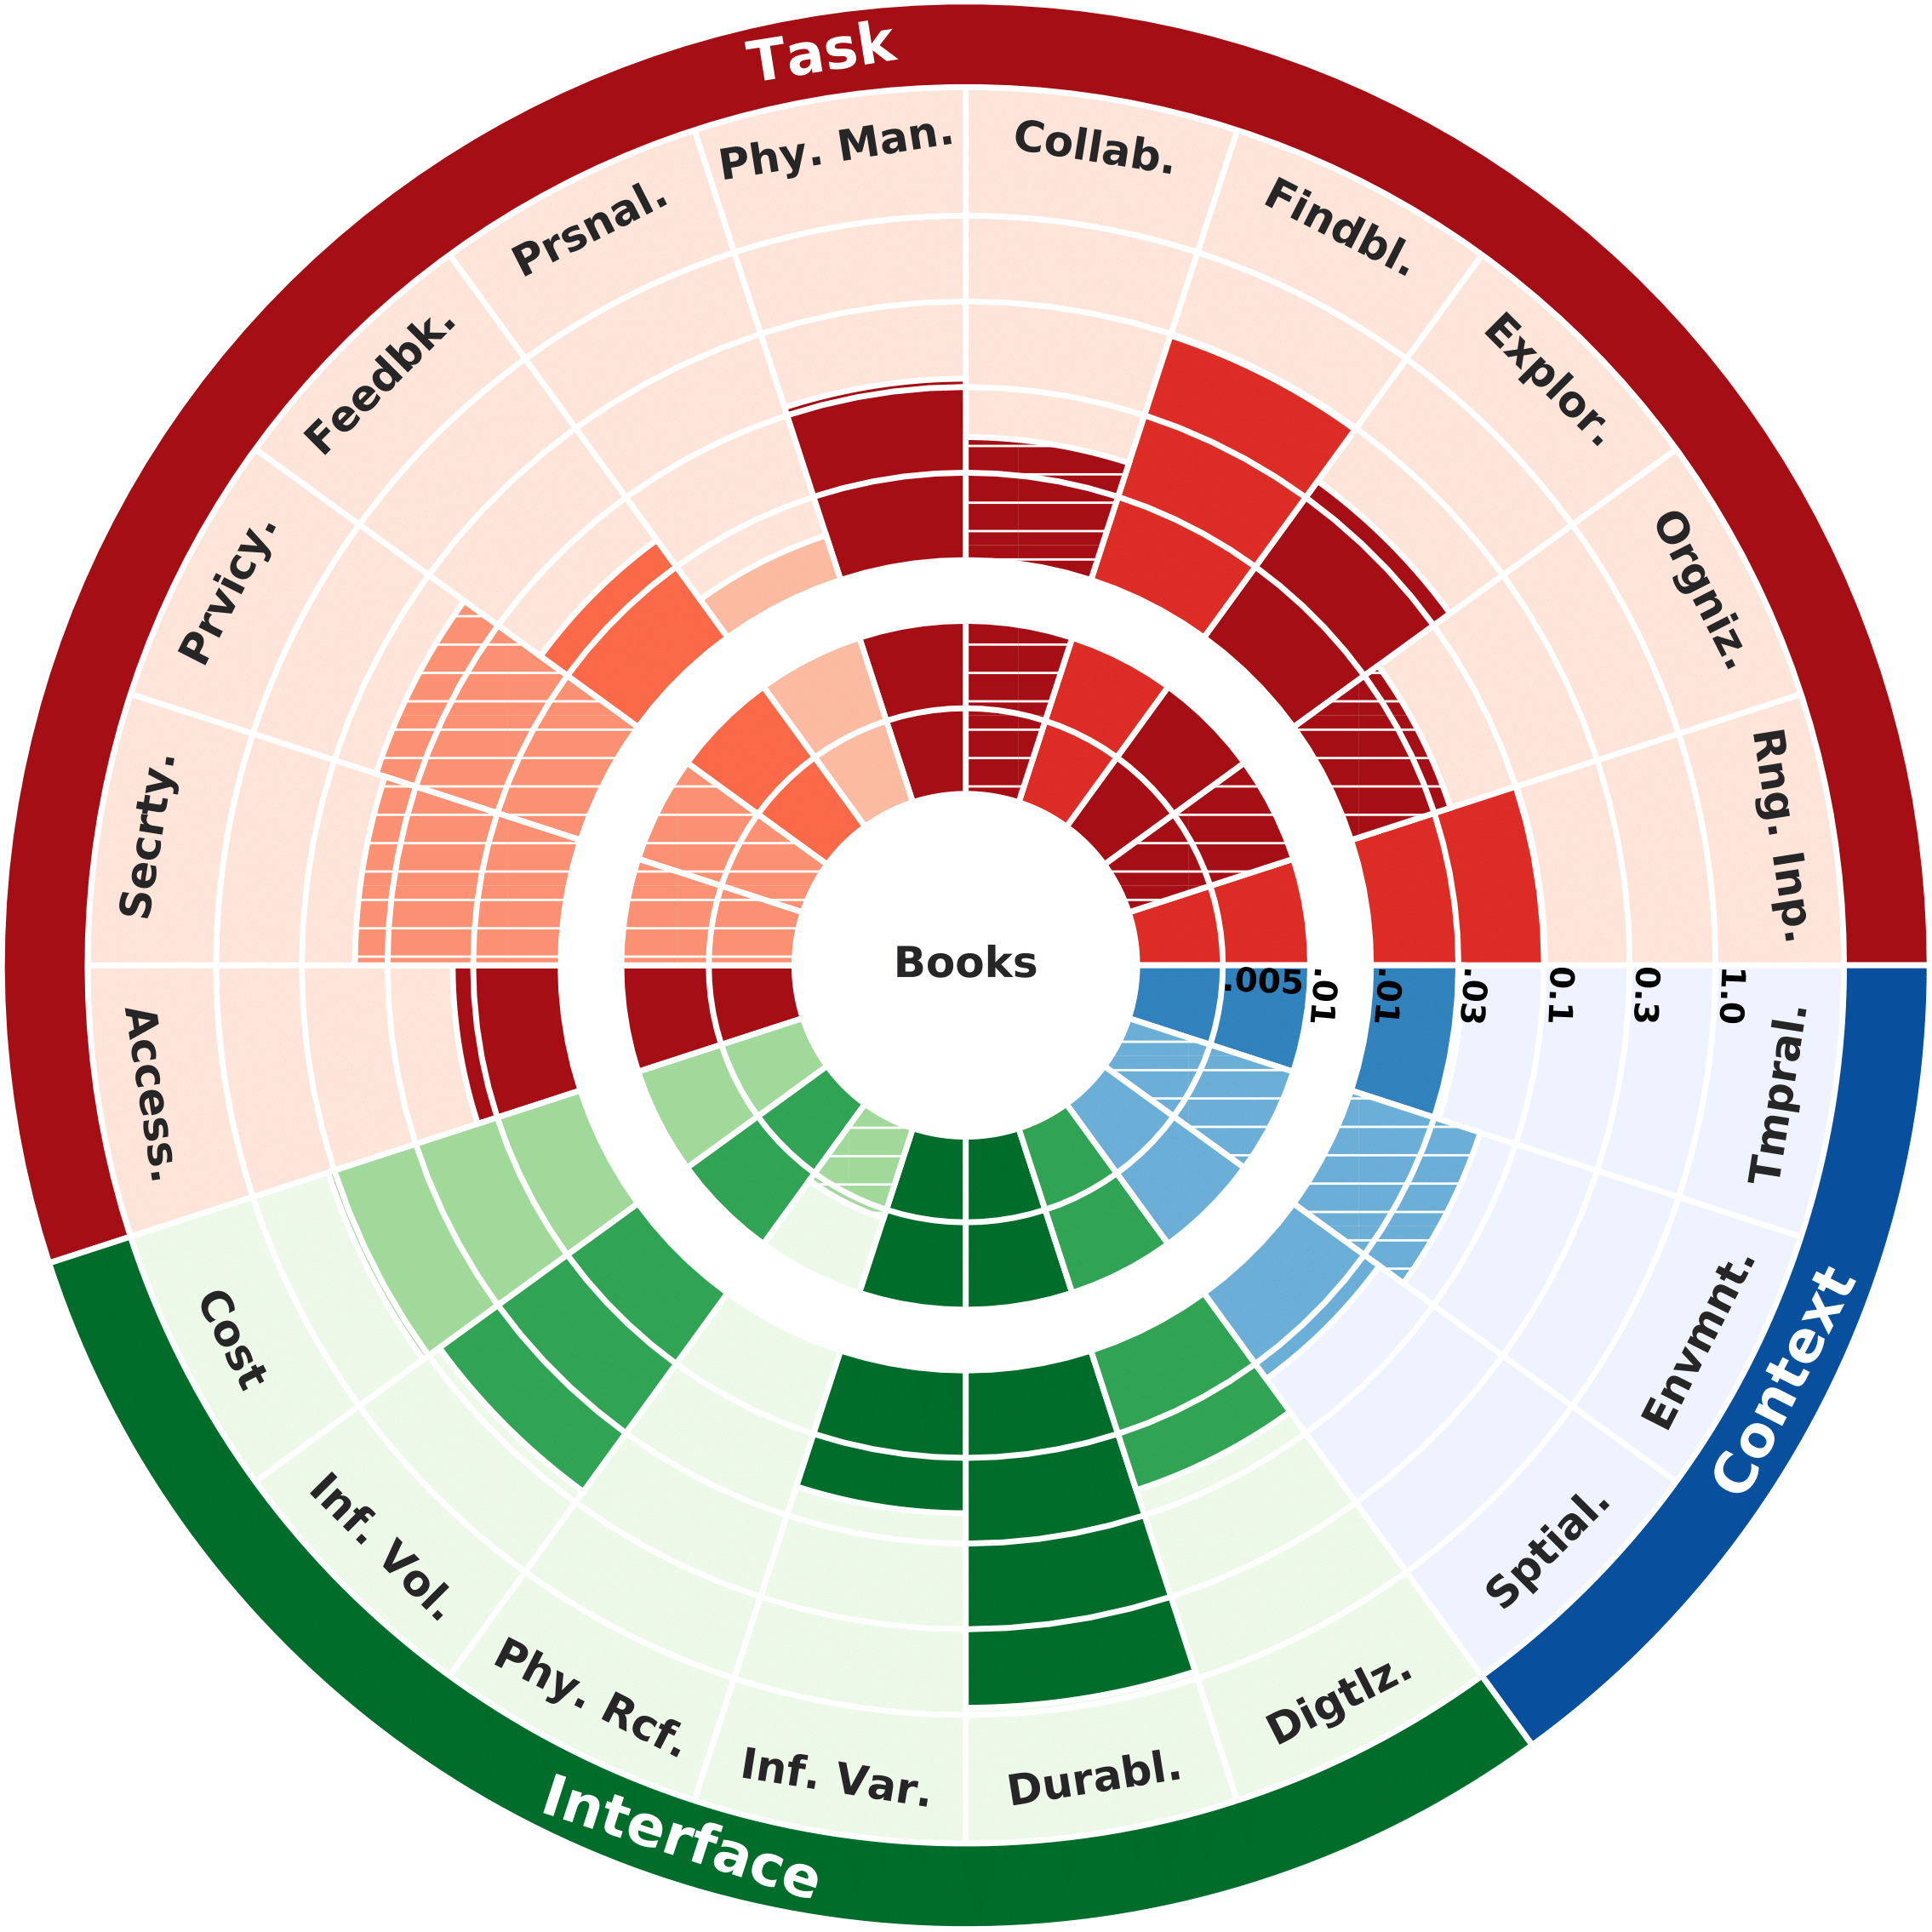 Task
Phy. Man.
Collab.
Findbl.
Explor.
Orgniz.
Rngl. Inp.
Tmpral.
Envmnt.
Sptial.
Context
Digtlz.
Durabl.
Inf. Var.
Phy. Rcf.
Inf. Vol.
Cost
Interface
Access.
Secrty.
Prvicy.
Feedbk.
Prsnal.
Books
.005
.01
.01
.03
0.1
0.3
1.0